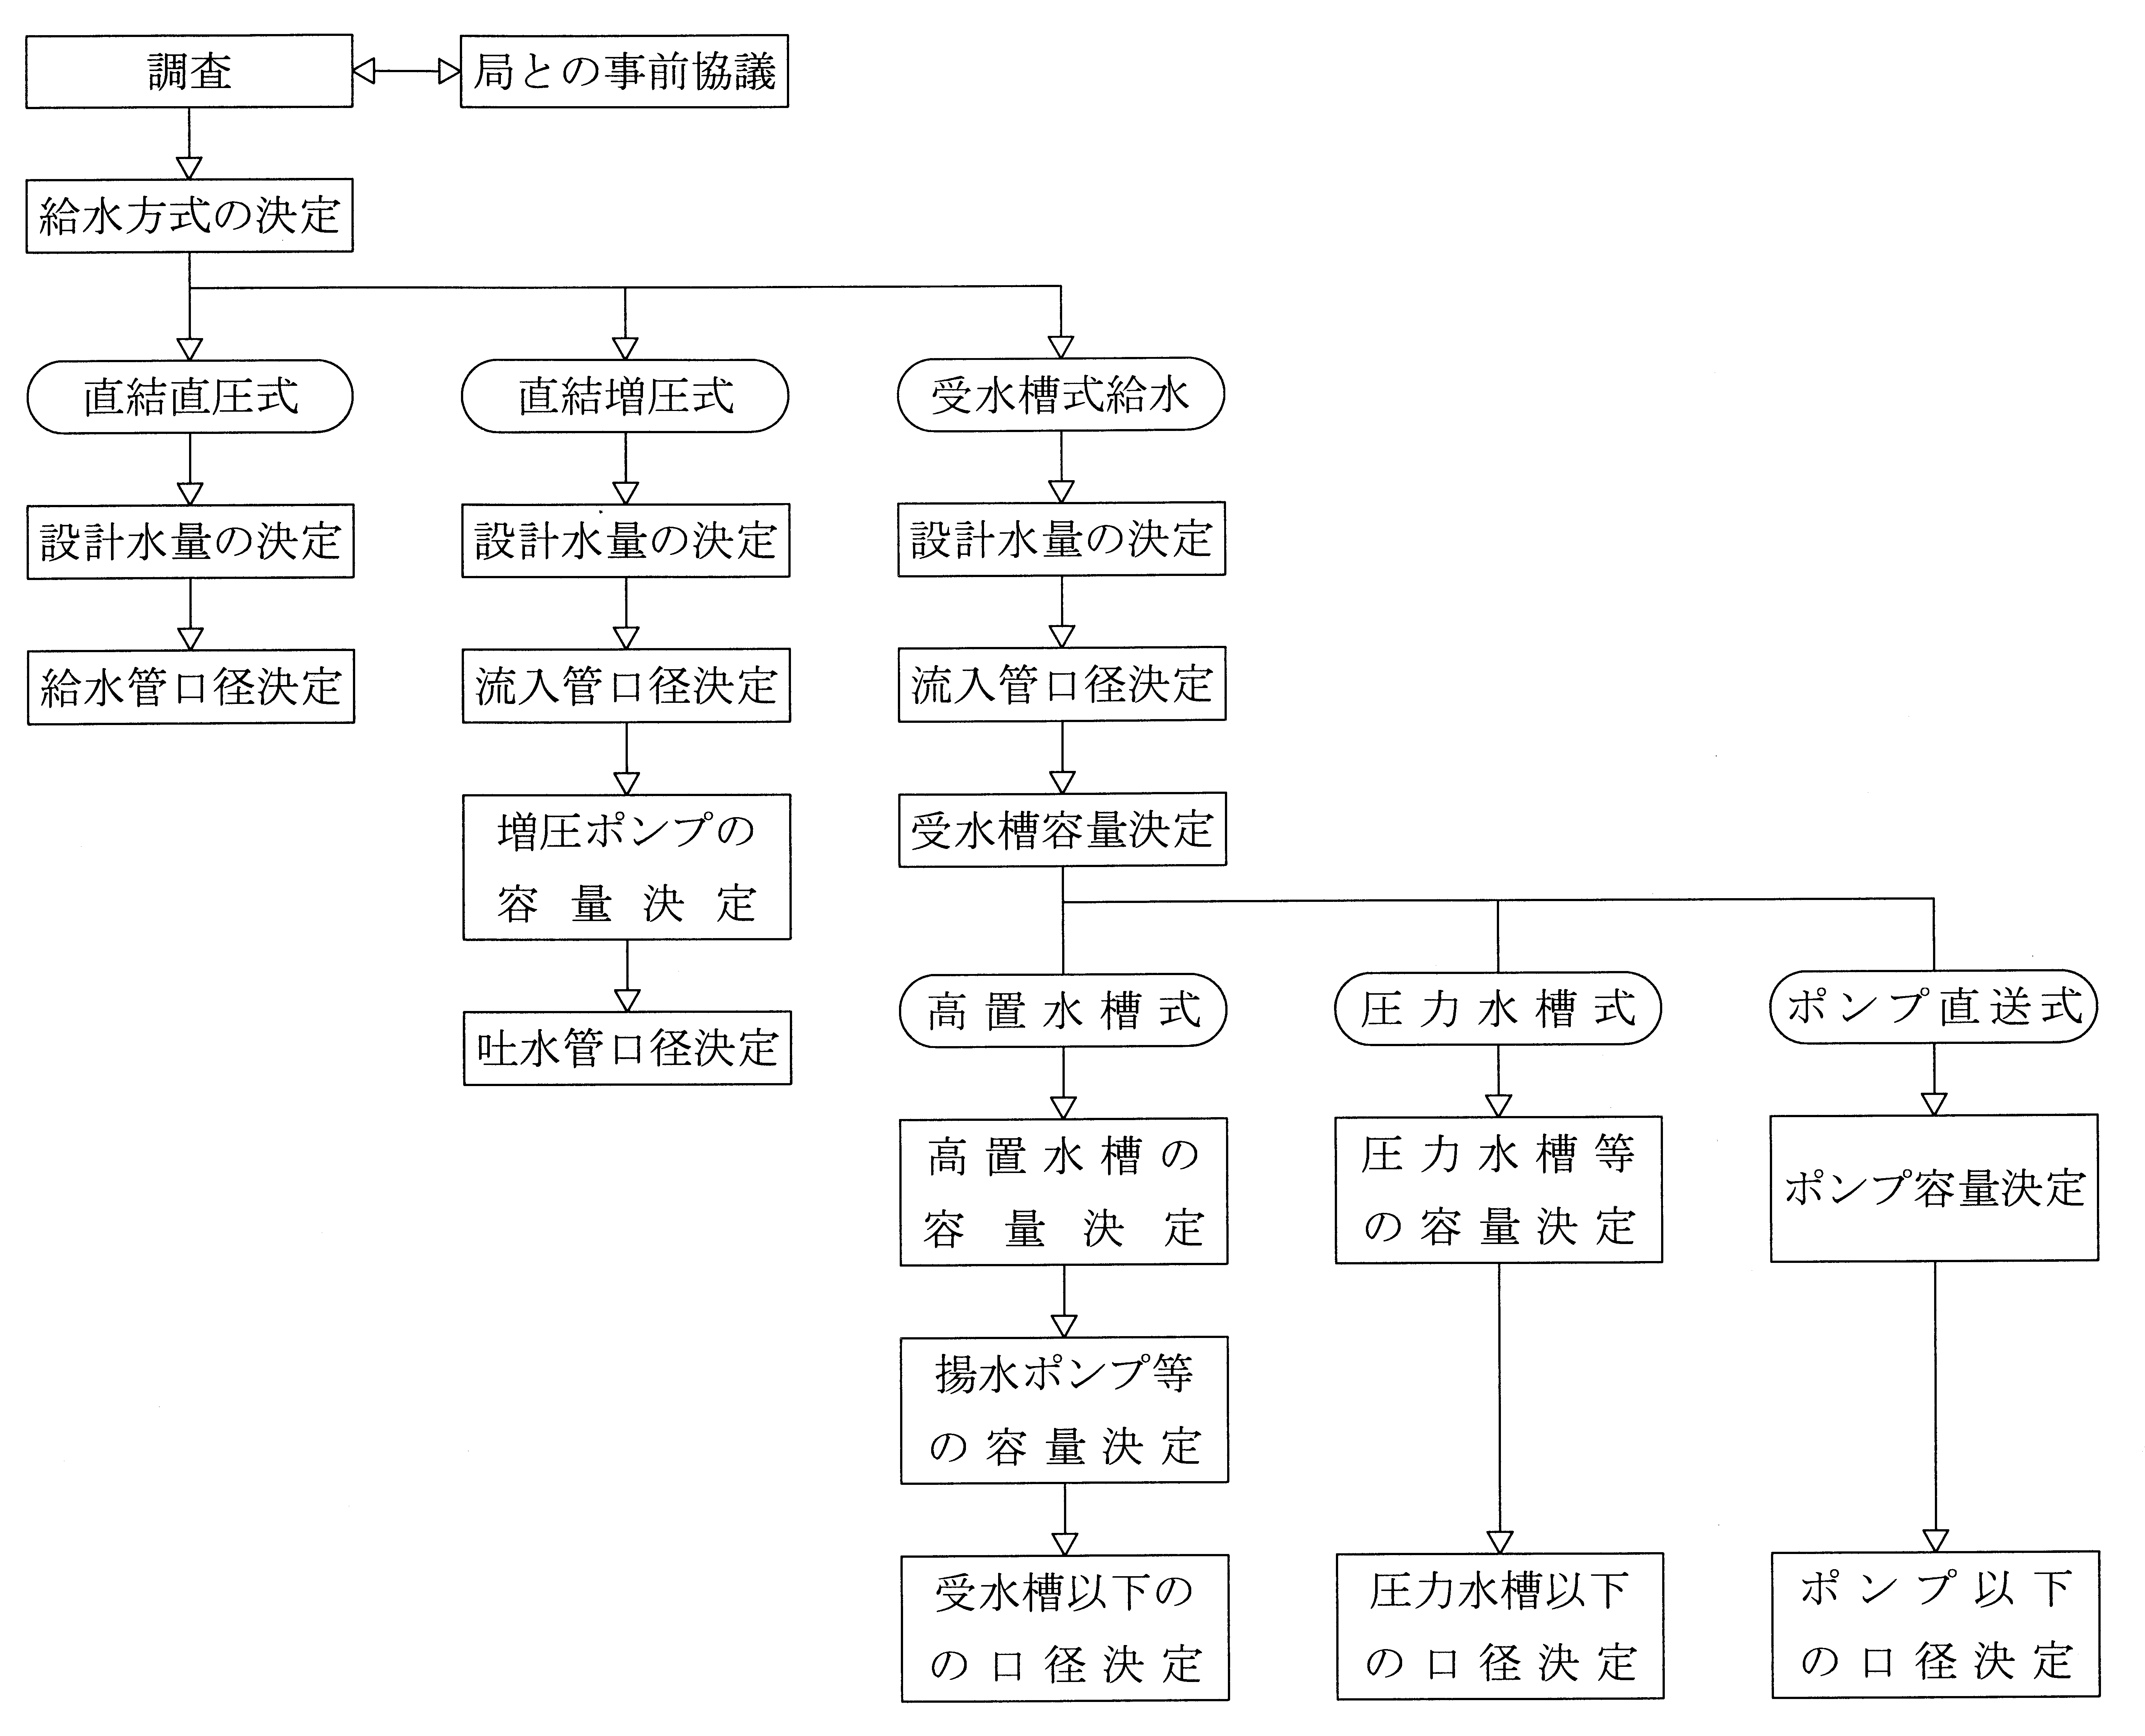 調査
局との事前協議
給水方式の決定
直結直圧式
直結増圧式
受水槽式給水
設計水量の決定
設計水量の決定
設計水量の決定
給水管口径決定
流入管口径決定
流入管口径決定
増圧ポンプの
容量決定
受水槽容量決定
吐水管口径決定
高置水槽式
圧力水槽式
ポンプ直送式
高置水槽の
容量決定
圧力水槽等
の容量決定
ポンプ容量決定
揚水ポンプ等
の容量決定
受水槽以下の
の口径決定
圧力水槽以下
の口径決定
ポンプ以下
の口径決定